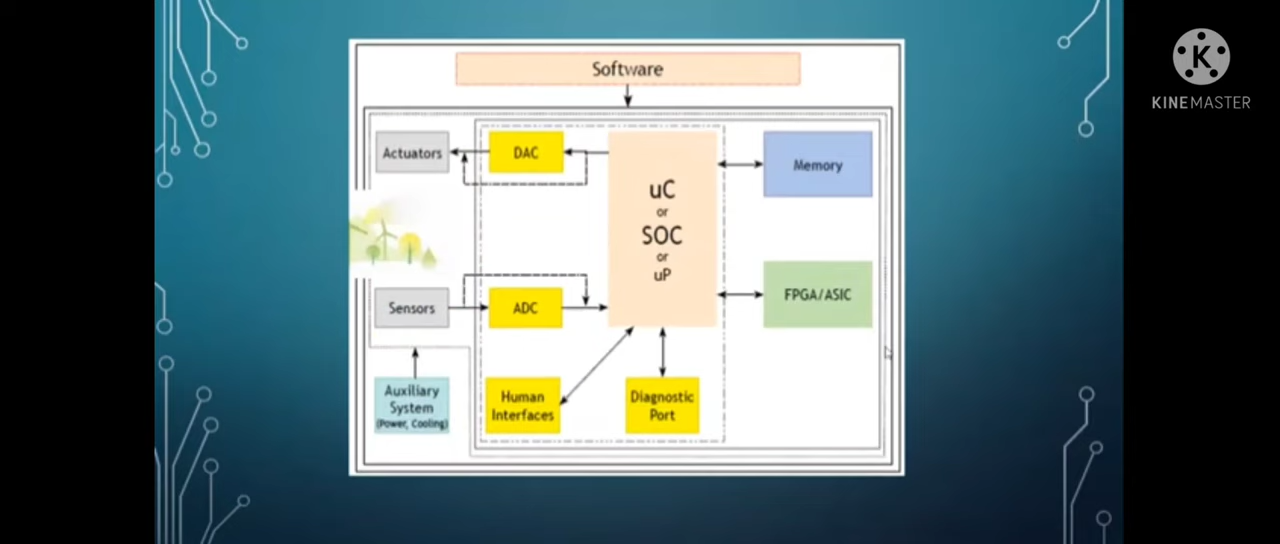 Software
Actuators
DAC
uC
or
SOC
or
uP
Memory
Sensors
ADC
FPGA/ASIC
Auxiliary
System
(Power, Cooling)
Human
Interfaces
Diagnostic
Port
K
KINEMASTER